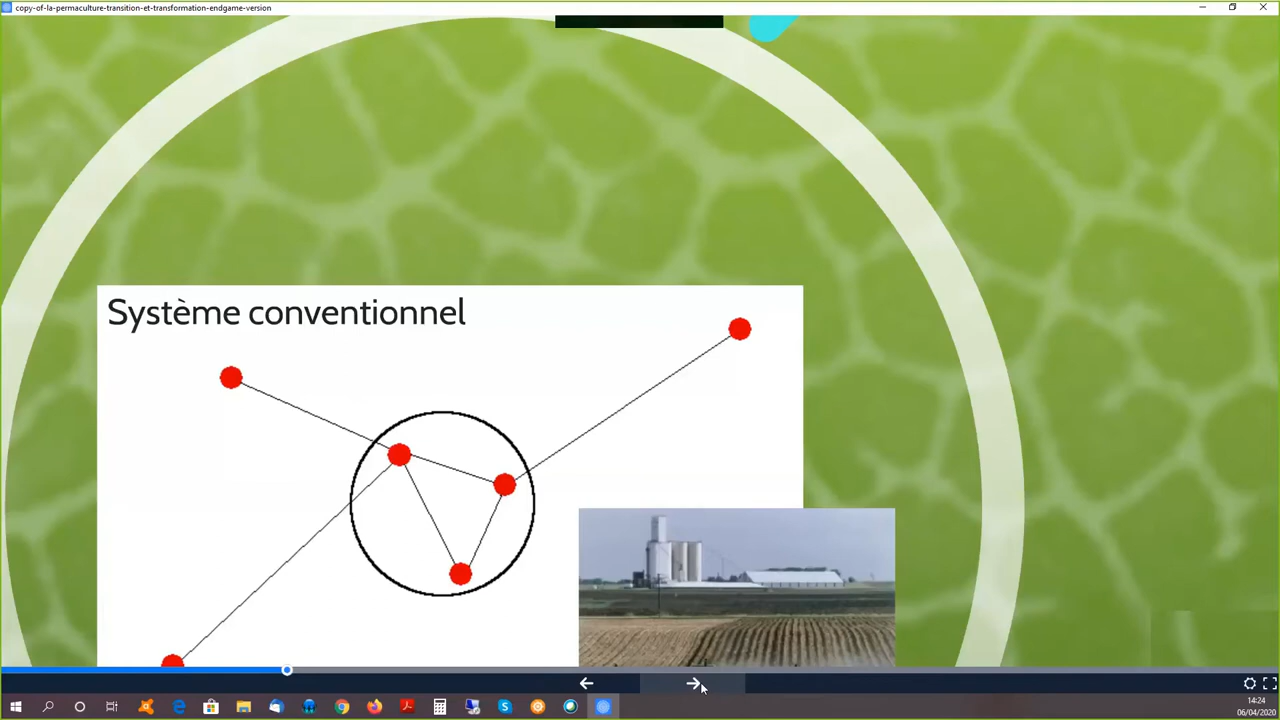 copy-of-la-permaculture-transition-et-transformation-endgame-version
Système conventionnel
14:24
06/04/2020